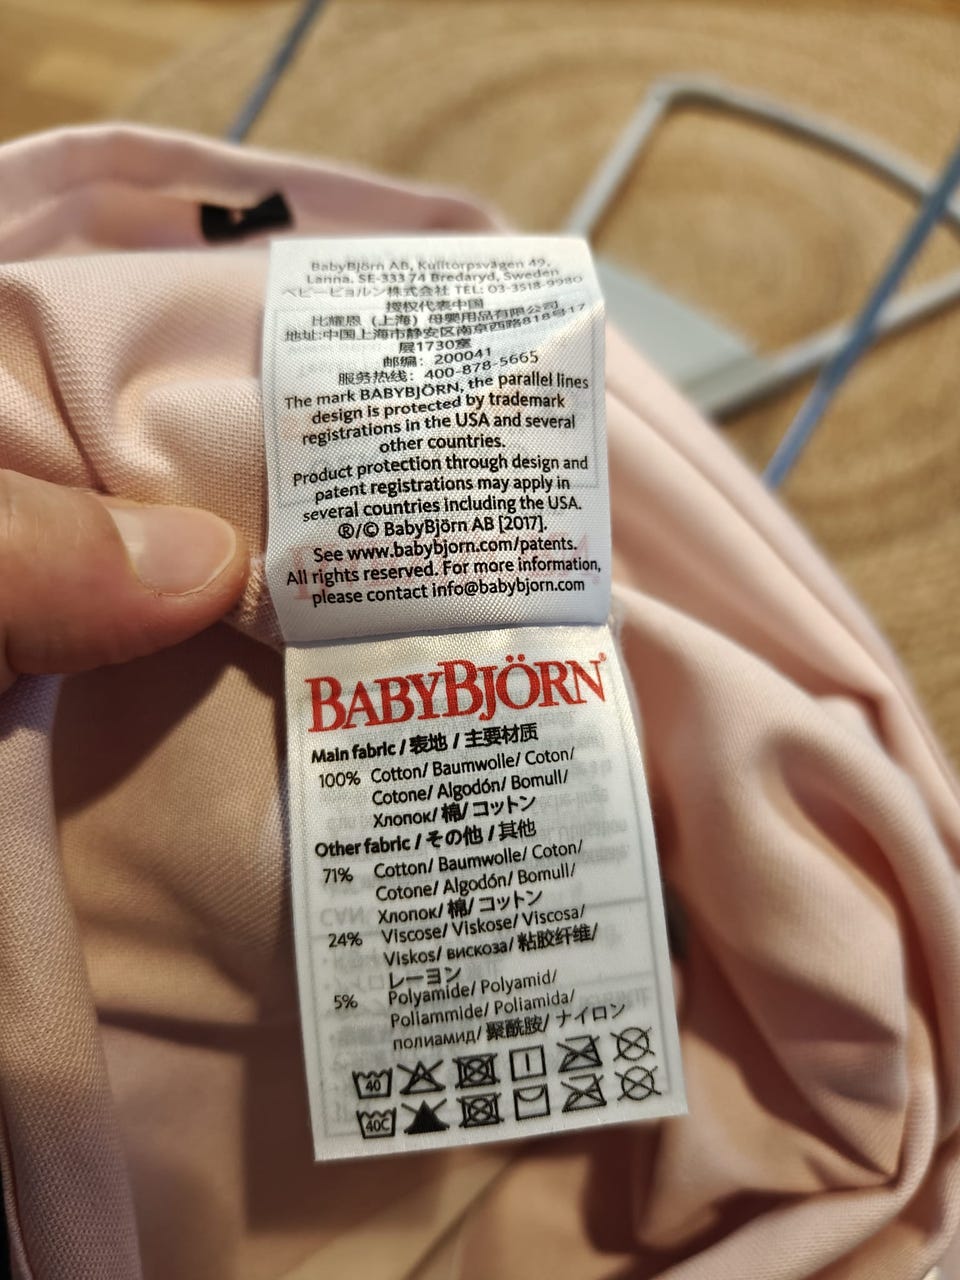 BabyBjörn AB, Kulltorpsvägen 49,
Lanna. SE-333 74 Bredaryd, Sweden
ベビービョルン株式会社 TEL: 03-3518-9980
授权代表中国
比耀恩（上海）母婴用品有限公司
地址:中国上海市静安区南京西路818号17
层1730室
邮编： 200041
服务热线： 400-878-5665
The mark BABYBJÖRN, the parallel lines
design is protected by trademark
registrations in the USA and several
other countries.
Product protection through design and
patent registrations may apply in
several countries including the USA.
®/© BabyBjörn AB [2017].
See www.babybjorn.com/patents.
All rights reserved. For more information,
please contact info@babybjorn.com
BABYBJÖRN®
Main fabric / 表地 / 主要材质
100% Cotton/ Baumwolle/ Coton/
Cotone/ Algodón/ Bomull/
Хлопок/ 棉/ コットン
Other fabric / その他 / 其他
71% Cotton/ Baumwolle/ Coton/
Cotone/ Algodón/ Bomull/
Хлопок/ 棉/ コットン
24% Viscose/ Viskose/ Viscosa/
Viskos/ вискоза/ 粘胶纤维/
レーヨン
5% Polyamide/ Polyamid/
Poliammide/ Poliamida/
полиамид/ 聚酰胺/ ナイロン
40
40C